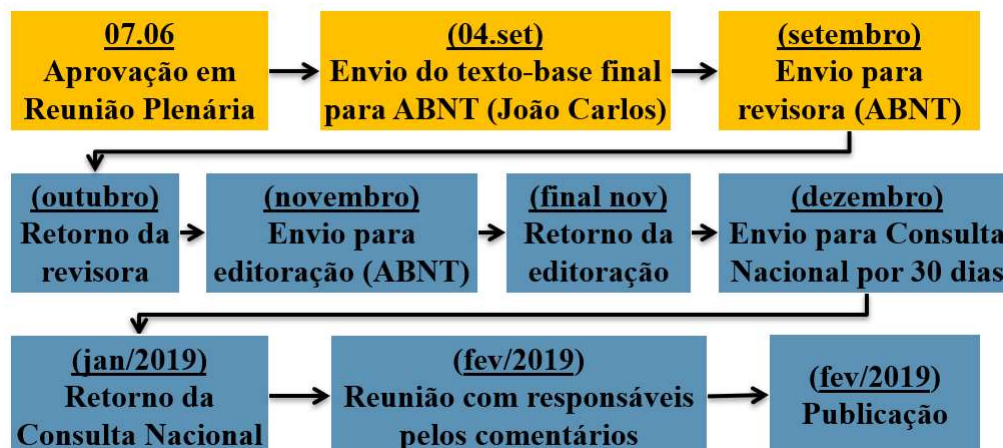 07.06
Aprovação em
Reunião Plenária
(04.set)
Envio do texto-base final
para ABNT (João Carlos)
(setembro)
Envio para
revisora (ABNT)
(outubro)
Retorno da
revisora
(novembro)
Envio para
editoração (ABNT)
(final nov)
Retorno da
editoração
(dezembro)
Envio para Consulta
Nacional por 30 dias
(jan/2019)
Retorno da
Consulta Nacional
(fev/2019)
Reunião com responsáveis
pelos comentários
(fev/2019)
Publicação